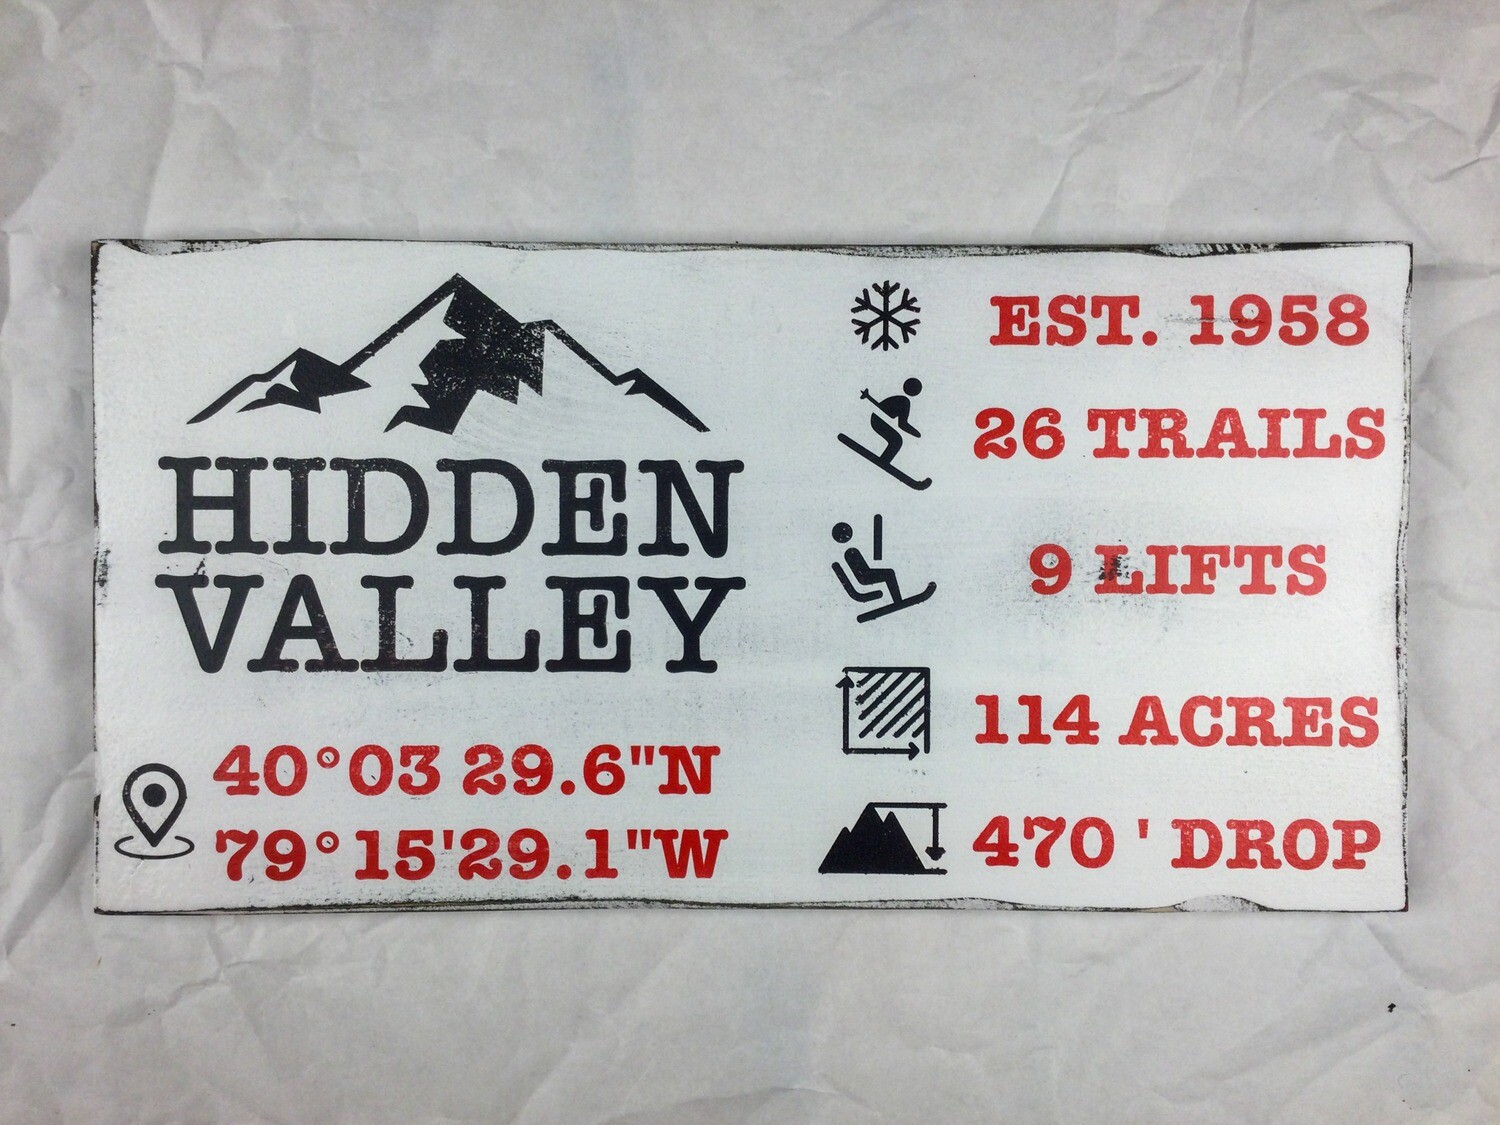 HIDDEN
VALLEY
40°03 29.6"N
79°15'29.1"W
EST. 1958
26 TRAILS
9 LIFTS
114 ACRES
470 ' DROP